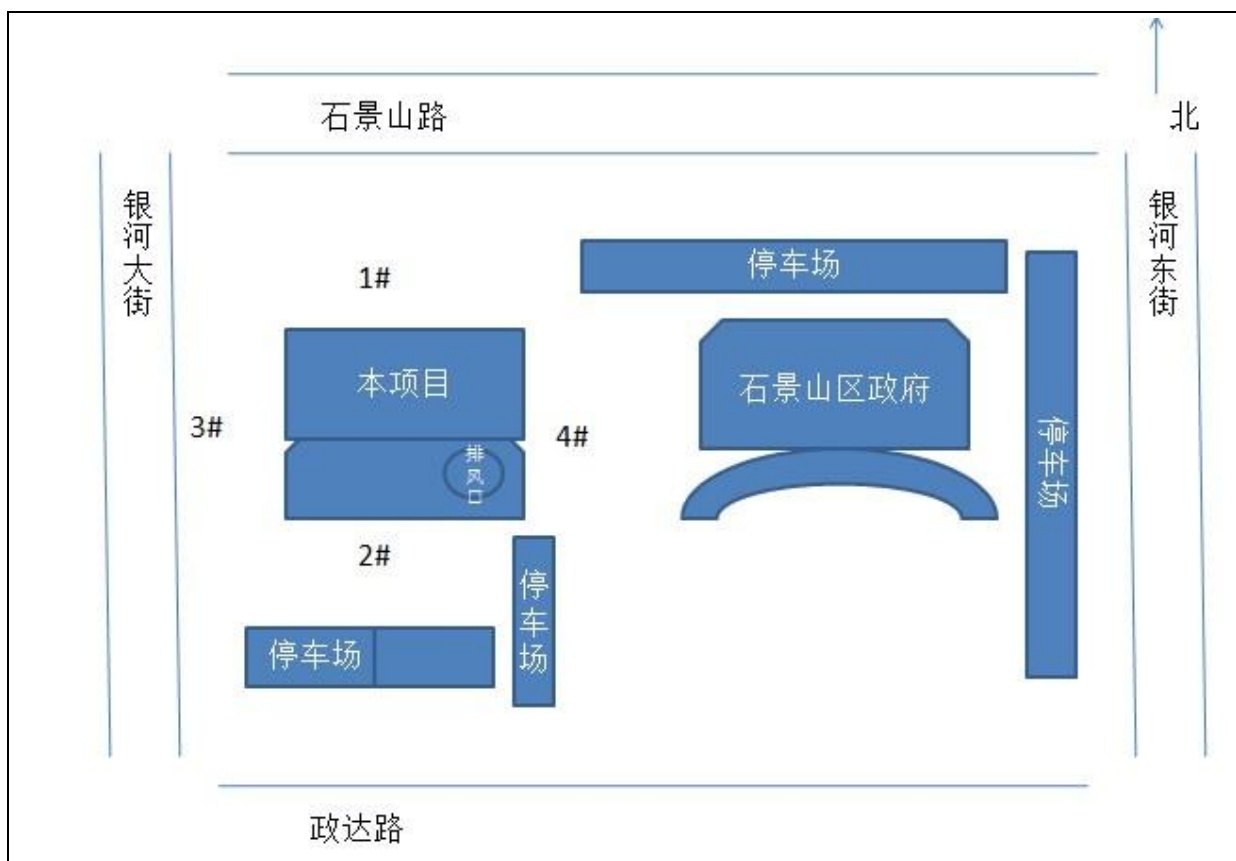 石景山路
北
银河大街
银河东街
停车场
1#
本项目
石景山区政府
3#
4#
停车场
排风口
2#
停车场
停车场
政达路